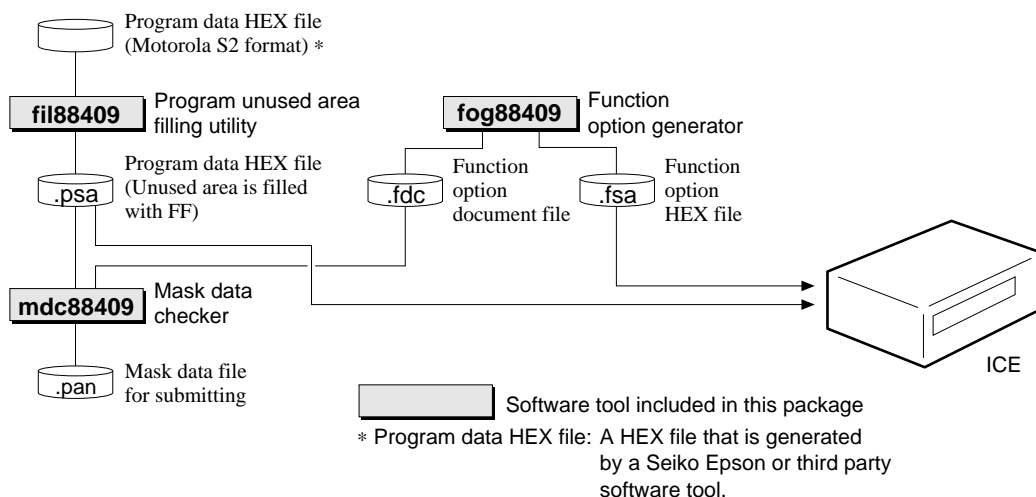 Program data HEX file
(Motorola S2 format) *
fil88409
Program unused area
filling utility
fog88409
Function
option generator
.psa
Program data HEX file
(Unused area is filled
with FF)
.fdc
Function
option
document file
.fsa
Function
option
HEX file
mdc88409
Mask data
checker
.pan
Mask data file
for submitting
ICE
Software tool included in this package
* Program data HEX file: A HEX file that is generated
by a Seiko Epson or third party
software tool.